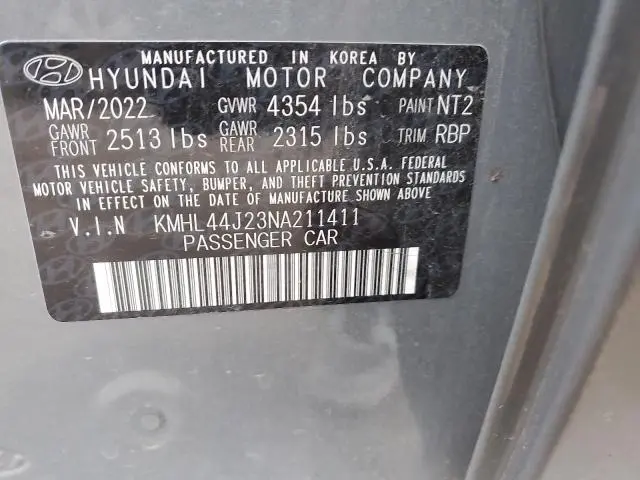 MANUFACTURED IN KOREA BY
HYUNDAI MOTOR COMPANY
MAR/2022 GVWR 4354 lbs PAINT NT2
GAWR FRONT 2513 lbs GAWR REAR 2315 lbs TRIM RBP
THIS VEHICLE CONFORMS TO ALL APPLICABLE U.S.A. FEDERAL
MOTOR VEHICLE SAFETY, BUMPER, AND THEFT PREVENTION STANDARDS
IN EFFECT ON THE DATE OF MANUFACTURE SHOWN ABOVE
V.I.N KMHL44J23NA211411
PASSENGER CAR